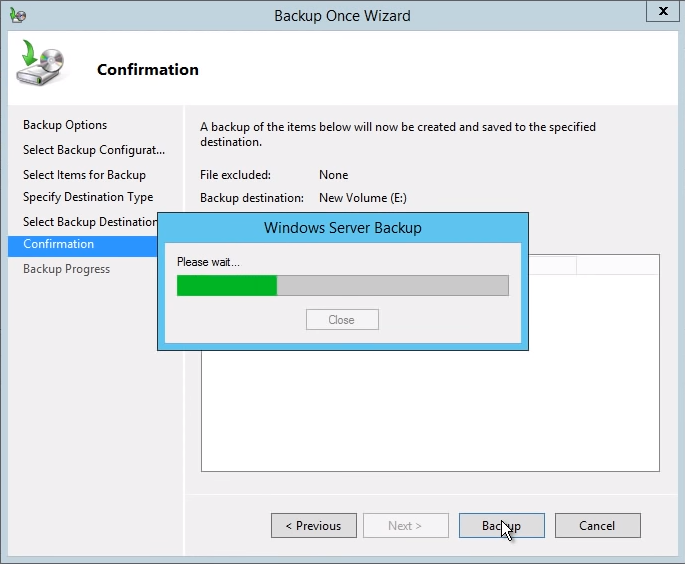 Backup Once Wizard
x
Confirmation
Backup Options
Select Backup Configurat...
Select Items for Backup
Specify Destination Type
Select Backup Destination
Confirmation
Backup Progress
A backup of the items below will now be created and saved to the specified
destination.
File excluded: None
Backup destination: New Volume (E:)
Windows Server Backup
Please wait...
Close
< Previous
Next >
Backup
Cancel